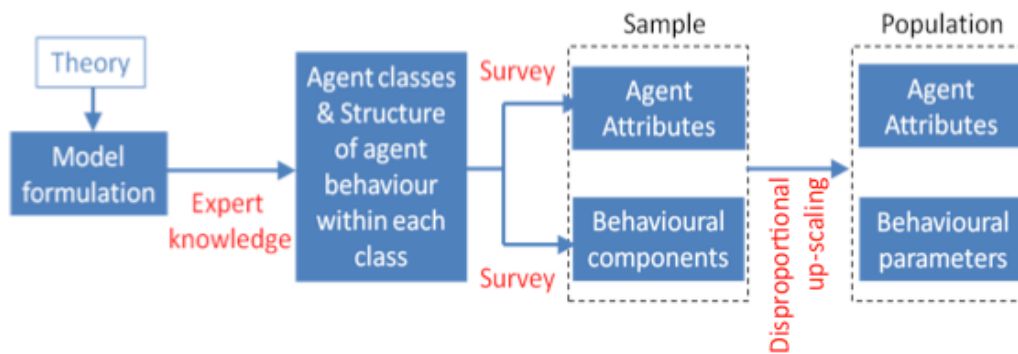 Theory
Model
formulation
Expert
knowledge
Agent classes
& Structure
of agent
behaviour
within each
class
Survey
Survey
Sample
Agent
Attributes
Behavioural
components
Disproportional
up-scaling
Population
Agent
Attributes
Behavioural
parameters